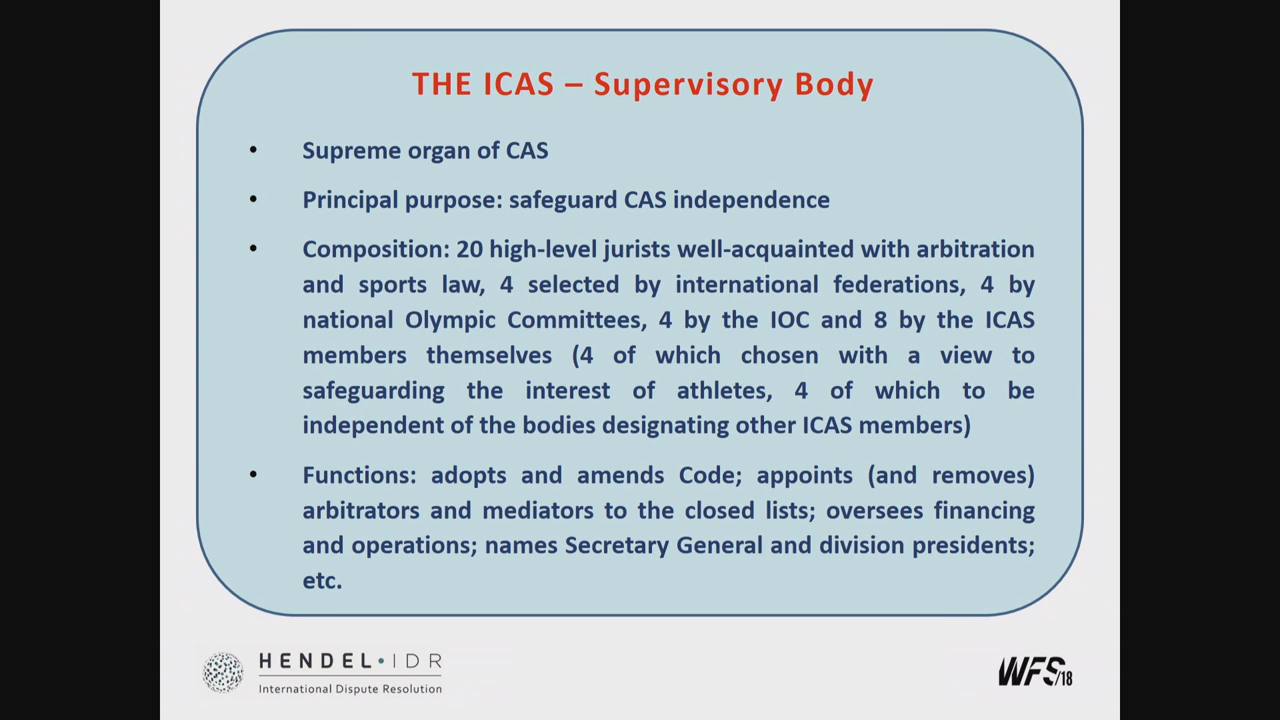 THE ICAS – Supervisory Body
• Supreme organ of CAS
• Principal purpose: safeguard CAS independence
• Composition: 20 high-level jurists well-acquainted with arbitration
and sports law, 4 selected by international federations, 4 by
national Olympic Committees, 4 by the IOC and 8 by the ICAS
members themselves (4 of which chosen with a view to
safeguarding the interest of athletes, 4 of which to be
independent of the bodies designating other ICAS members)
• Functions: adopts and amends Code; appoints (and removes)
arbitrators and mediators to the closed lists; oversees financing
and operations; names Secretary General and division presidents;
etc.
HENDEL • IDR
International Dispute Resolution
WFS/18